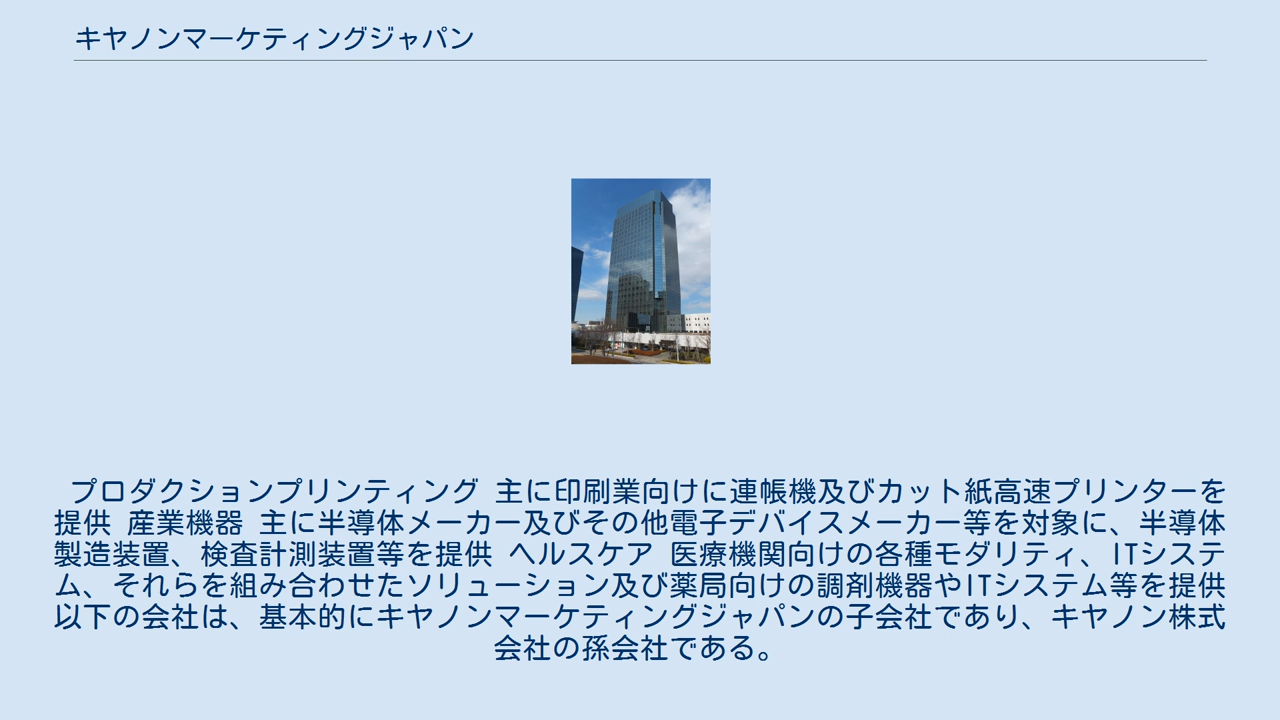 キヤノンマーケティングジャパン
プロダクションプリンティング 主に印刷業向けに連帳機及びカット紙高速プリンターを
提供 産業機器 主に半導体メーカー及びその他電子デバイスメーカー等を対象に、半導体
製造装置、検査計測装置等を提供 ヘルスケア 医療機関向けの各種モダリティ、ITシステ
ム、それらを組み合わせたソリューション及び薬局向けの調剤機器やITシステム等を提供
以下の会社は、基本的にキヤノンマーケティングジャパンの子会社であり、キヤノン株式
会社の孫会社である。